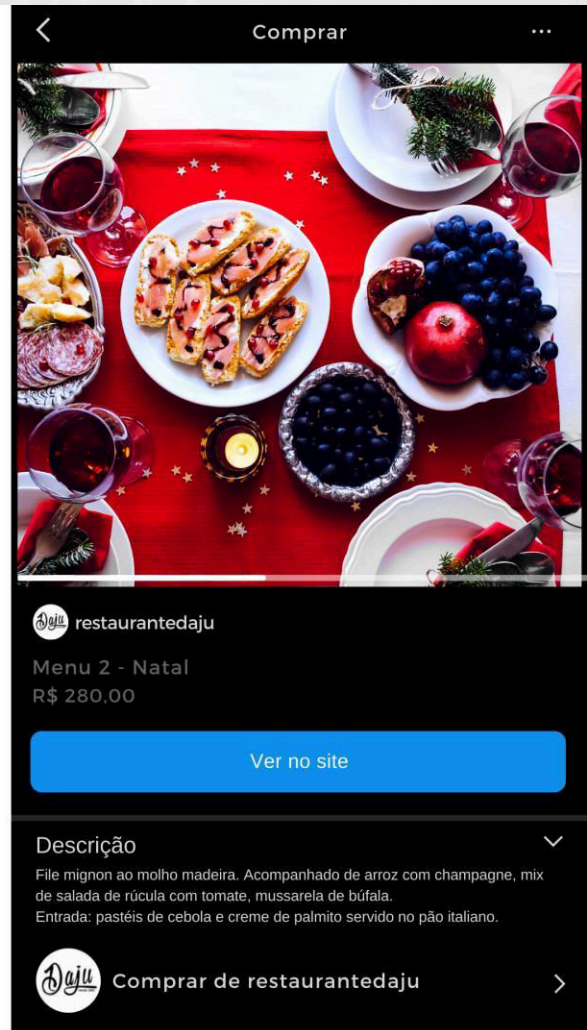 Comprar
Daju
restaurantedaju
Menu 2 - Natal
R$ 280,00
Ver no site
Descrição
File mignon ao molho madeira. Acompanhado de arroz com champagne, mix
de salada de rúcula com tomate, mussarela de búfala.
Entrada: pastéis de cebola e creme de palmito servido no pão italiano.
Daju
Comprar de restaurantedaju